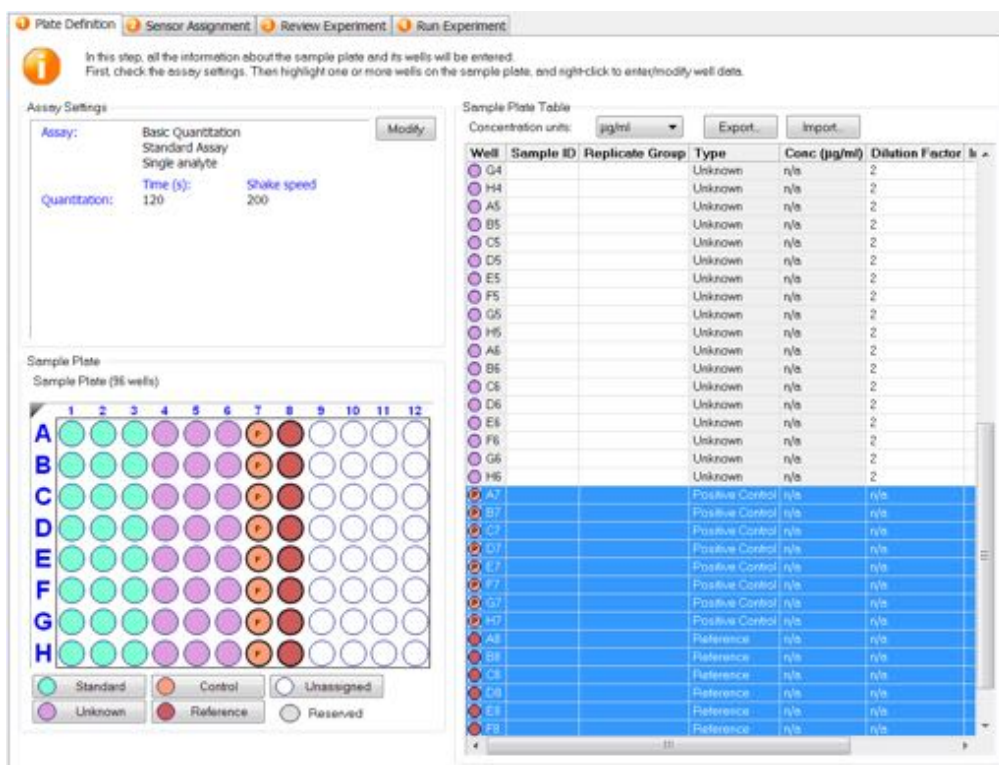 Plate Definition Sensor Assignment Review Experiment Run Experiment
In this step, all the information about the sample plate and its wells will be entered.
First, check the assay settings. Then highlight one or more wells on the sample plate, and right-click to enter/modify well data.
Assay Settings
Assay: Basic Quantitation
Standard Assay
Single analyte
Modify
Time (s): Shake speed
Quantitation: 120 200
Sample Plate
Sample Plate (96 wells)
1 2 3 4 5 6 7 8 9 10 11 12
A P
B P
C P
D P
E P
F P
G P
H P
Standard Control Unassigned
Unknown Reference Reserved
Sample Plate Table
Concentration units: µg/ml Export... Import...
Well Sample ID Replicate Group Type Conc (µg/ml) Dilution Factor
G4 Unknown n/a 2
H4 Unknown n/a 2
A5 Unknown n/a 2
B5 Unknown n/a 2
C5 Unknown n/a 2
D5 Unknown n/a 2
E5 Unknown n/a 2
F5 Unknown n/a 2
G5 Unknown n/a 2
H5 Unknown n/a 2
A6 Unknown n/a 2
B6 Unknown n/a 2
C6 Unknown n/a 2
D6 Unknown n/a 2
E6 Unknown n/a 2
F6 Unknown n/a 2
G6 Unknown n/a 2
H6 Unknown n/a 2
P A7 Positive Control n/a n/a
P B7 Positive Control n/a n/a
P C7 Positive Control n/a n/a
P D7 Positive Control n/a n/a
P E7 Positive Control n/a n/a
P F7 Positive Control n/a n/a
P G7 Positive Control n/a n/a
P H7 Positive Control n/a n/a
A8 Reference n/a n/a
B8 Reference n/a n/a
C8 Reference n/a n/a
D8 Reference n/a n/a
E8 Reference n/a n/a
F8 Reference n/a n/a